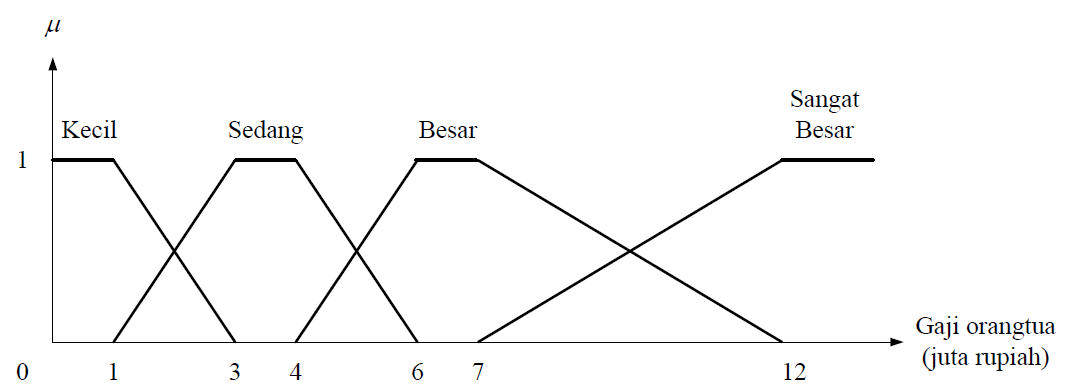 μ
Sangat
Kecil Sedang Besar Besar
1
Gaji orangtua
(juta rupiah)
0 1 3 4 6 7 12